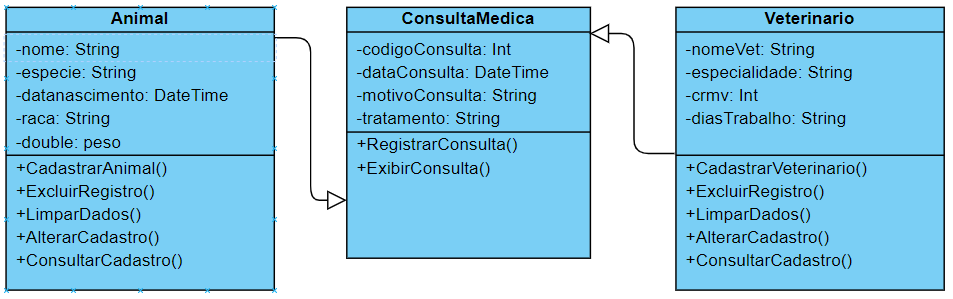 Animal
-nome: String
-especie: String
-datanascimento: DateTime
-raca: String
-double: peso
+CadastrarAnimal()
+ExcluirRegistro()
+LimparDados()
+AlterarCadastro()
+ConsultarCadastro()
ConsultaMedica
-codigoConsulta: Int
-dataConsulta: DateTime
-motivoConsulta: String
-tratamento: String
+RegistrarConsulta()
+ExibirConsulta()
Veterinario
-nomeVet: String
-especialidade: String
-crmv: Int
-diasTrabalho: String
+CadastrarVeterinario()
+ExcluirRegistro()
+LimparDados()
+AlterarCadastro()
+ConsultarCadastro()